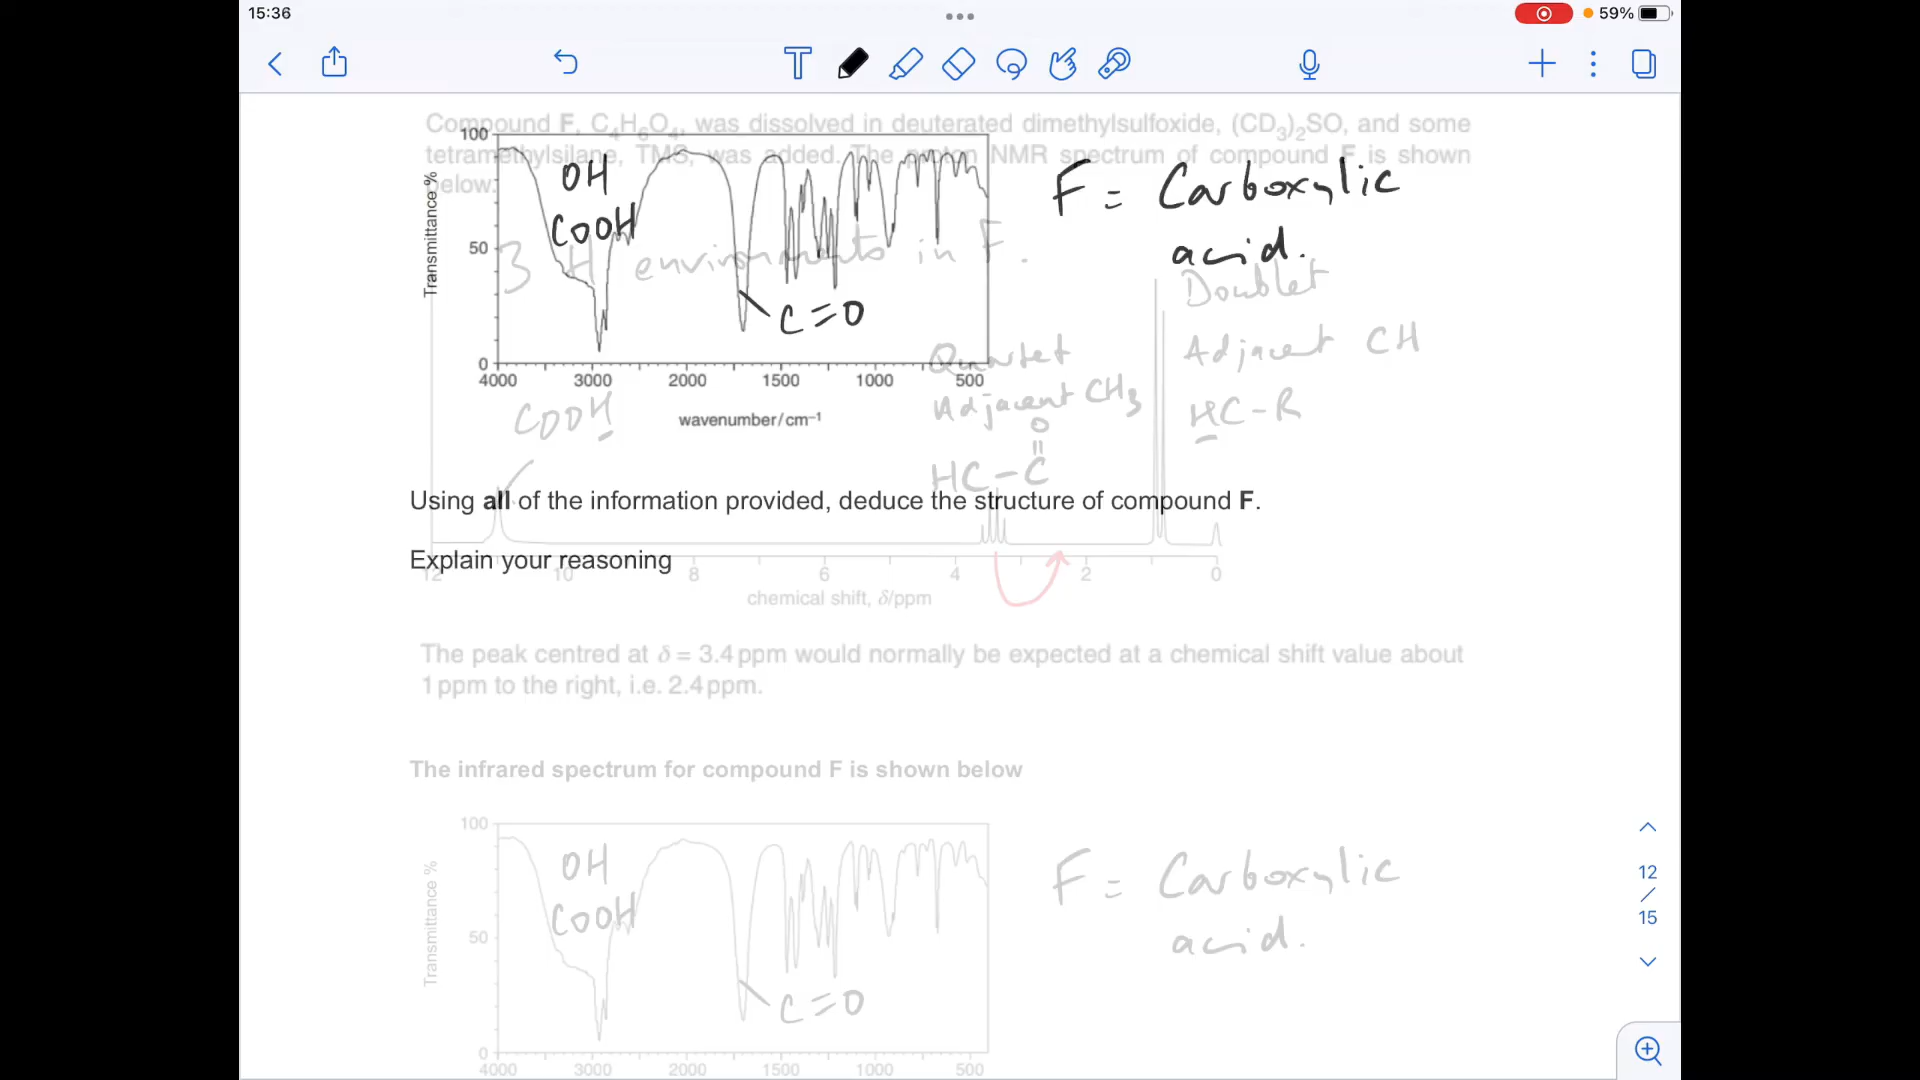 15:36
59%
Compound F, C4H6O4, was dissolved in deuterated dimethylsulfoxide, (CD3)2SO, and some
tetramethylsilane, TMS, was added. The proton NMR spectrum of compound F is shown
below.
100
50
0
Transmittance %
OH
COOH
C=O
4000 3000 2000 1500 1000 500
wavenumber/cm⁻¹
F = Carboxylic
acid.
3 H environments in F.
Doublet
Adjacent CH
HC-R
Quartet
Adjacent CH3
O
HC-C
COOH
Using all of the information provided, deduce the structure of compound F.
Explain your reasoning
12 10 8 6 4 2 0
chemical shift, δ/ppm
The peak centred at δ = 3.4 ppm would normally be expected at a chemical shift value about
1 ppm to the right, i.e. 2.4 ppm.
The infrared spectrum for compound F is shown below
100
50
0
Transmittance %
OH
COOH
C=O
4000 3000 2000 1500 1000 500
F = Carboxylic
acid.
12
/
15